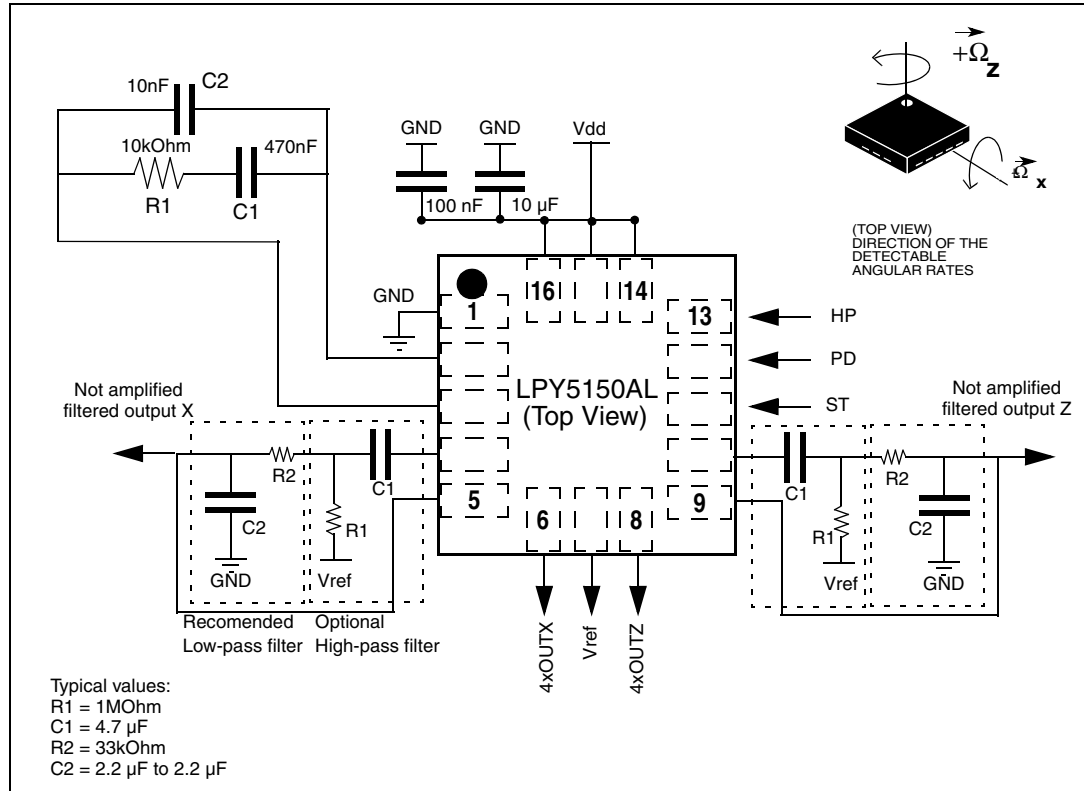 10nF
C2
10kOhm
470nF
R1
C1
GND
GND
Vdd
100 nF
10 µF
+Ω Z
Ω x
(TOP VIEW)
DIRECTION OF THE
DETECTABLE
ANGULAR RATES
GND
1
16
14
13
HP
PD
ST
LPY5150AL
(Top View)
Not amplified
filtered output X
Not amplified
filtered output Z
R2
C1
C2
R1
GND
Vref
5
6
8
9
C1
R2
R1
C2
Vref
GND
Recomended
Low-pass filter
Optional
High-pass filter
4xOUTX
Vref
4xOUTZ
Typical values:
R1 = 1MOhm
C1 = 4.7 µF
R2 = 33kOhm
C2 = 2.2 µF to 2.2 µF